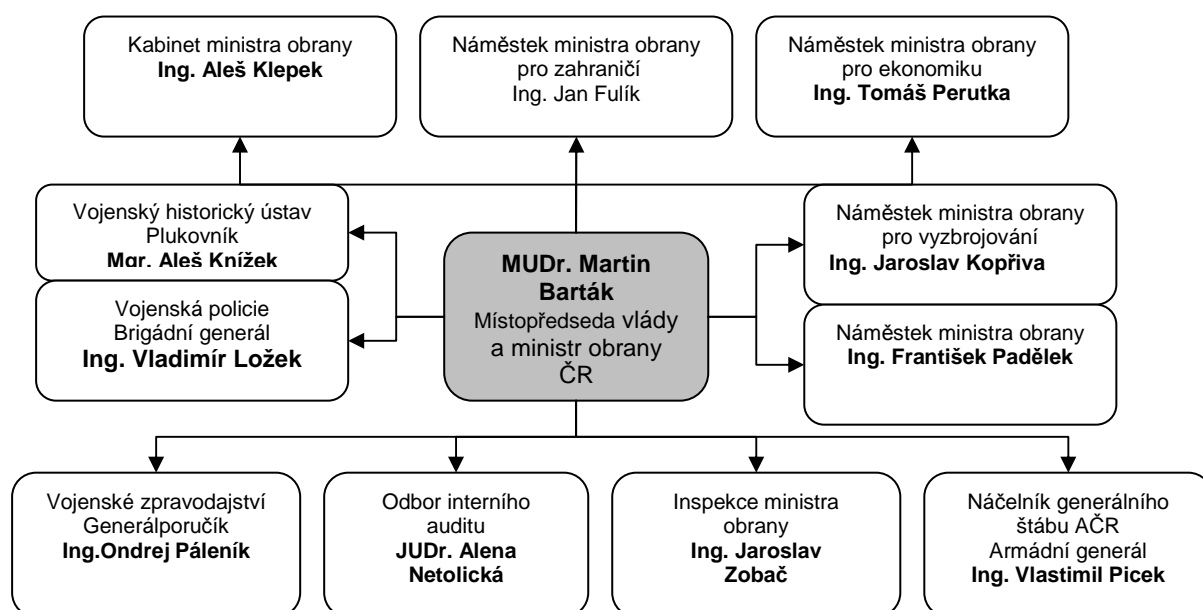 Kabinet ministra obrany
Ing. Aleš Klepek
Náměstek ministra obrany
pro zahraničí
Ing. Jan Fulík
Náměstek ministra obrany
pro ekonomiku
Ing. Tomáš Perutka
Vojenský historický ústav
Plukovník
Mgr. Aleš Knížek
Vojenská policie
Brigádní generál
Ing. Vladimír Ložek
MUDr. Martin
Barták
Místopředseda vlády
a ministr obrany
ČR
Náměstek ministra obrany
pro vyzbrojování
Ing. Jaroslav Kopřiva
Náměstek ministra obrany
Ing. František Padělek
Vojenské zpravodajství
Generálporučík
Ing.Ondrej Páleník
Odbor interního
auditu
JUDr. Alena
Netolická
Inspekce ministra
obrany
Ing. Jaroslav
Zobač
Náčelník generálního
štábu AČR
Armádní generál
Ing. Vlastimil Picek